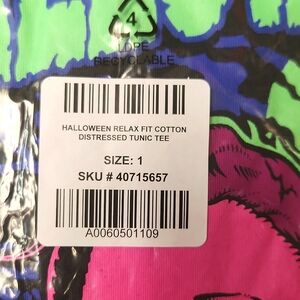 4
LDPE
RECYCLABLE
HALLOWEEN RELAX FIT COTTON
DISTRESSED TUNIC TEE
SIZE: 1
SKU # 40715657
A0060501109